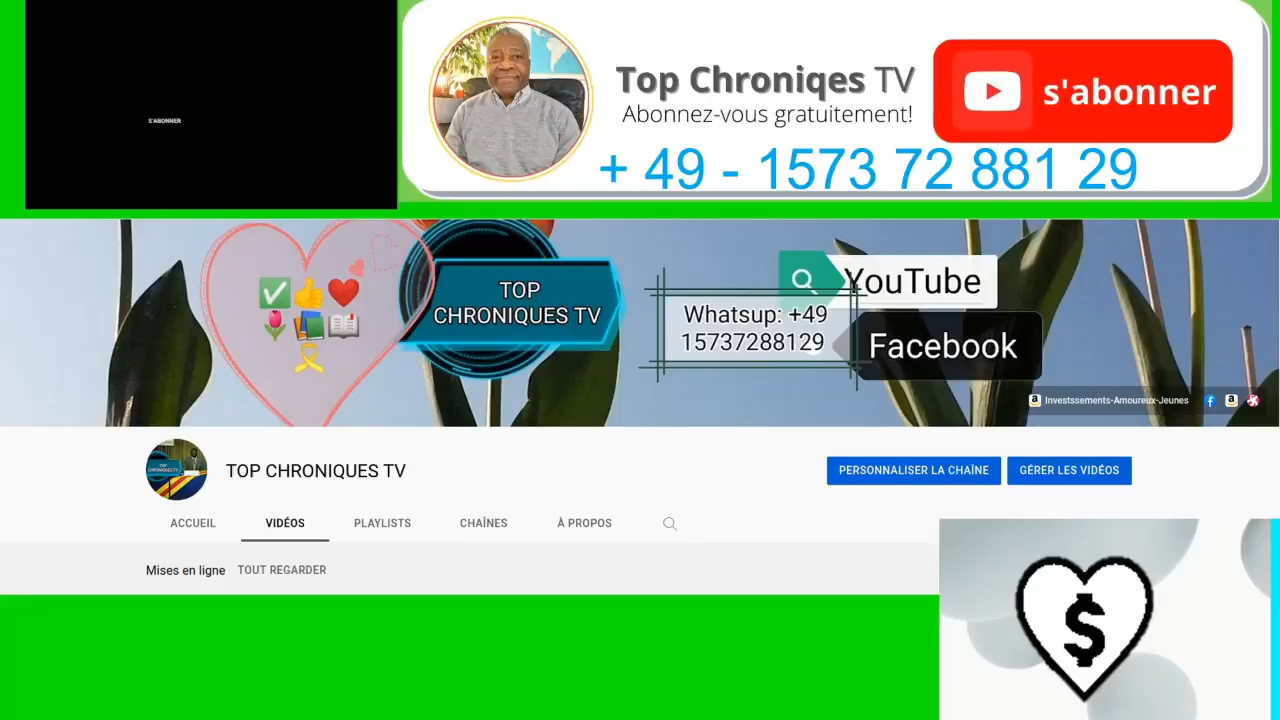 S'ABONNER
Top Chroniqes TV
Abonnez-vous gratuitement!
s'abonner
+ 49 - 1573 72 881 29
TOP
CHRONIQUES TV
YouTube
Whatsup: +49
15737288129
Facebook
Investssements-Amoureux-Jeunes
TOP CHRONIQUES TV
PERSONNALISER LA CHAÎNE
GÉRER LES VIDÉOS
ACCUEIL
VIDÉOS
PLAYLISTS
CHAÎNES
À PROPOS
Mises en ligne
TOUT REGARDER
$